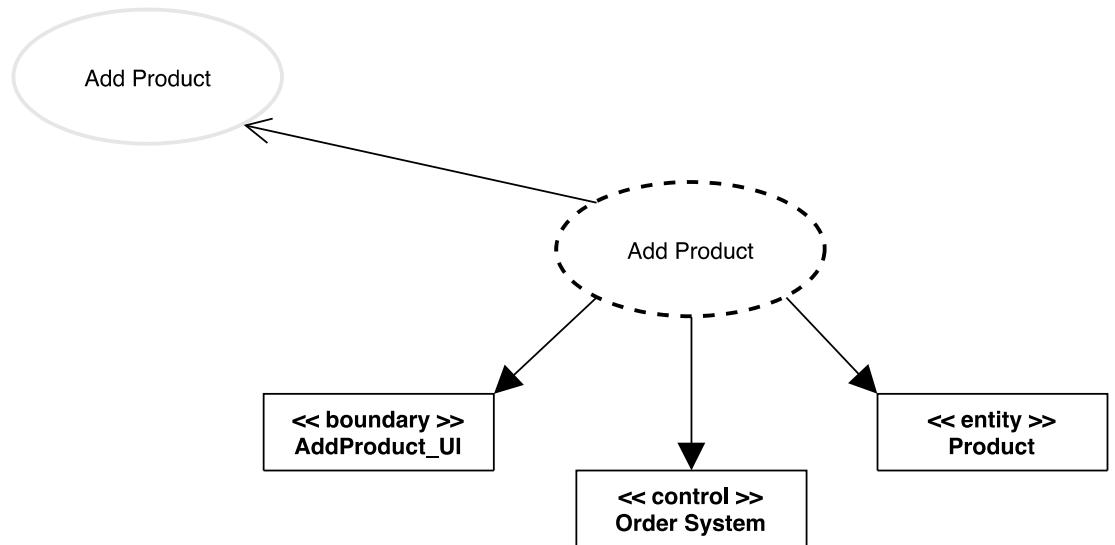 Add Product
Add Product
<< boundary >>
AddProduct_UI
<< entity >>
Product
<< control >>
Order System